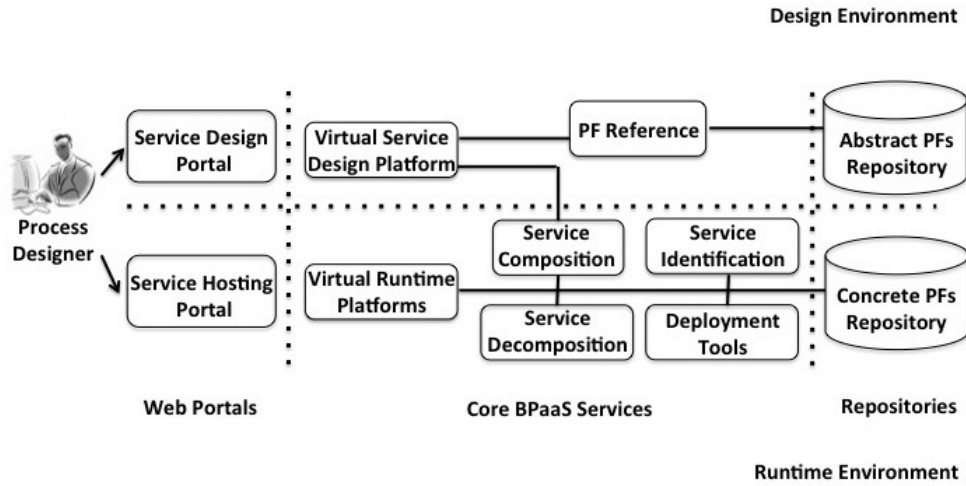 Design Environment
Service Design
Portal
Virtual Service
Design Platform
PF Reference
Abstract PFs
Repository
Process
Designer
Service Hosting
Portal
Virtual Runtime
Platforms
Service
Composition
Service
Identification
Service
Decomposition
Deployment
Tools
Concrete PFs
Repository
Web Portals
Core BPaaS Services
Repositories
Runtime Environment